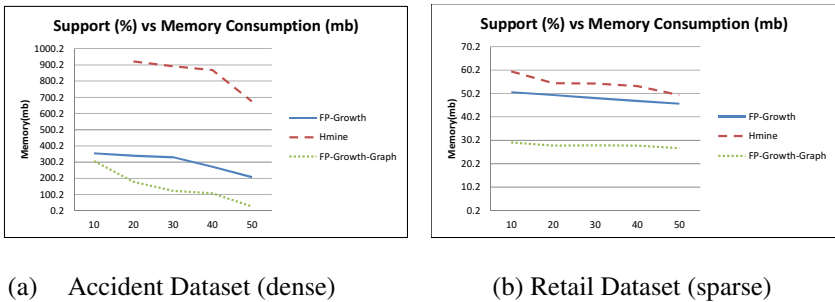 Support (%) vs Memory Consumption (mb)
1000.2
900.2
800.2
700.2
600.2
500.2
400.2
300.2
200.2
100.2
0.2
Memory(mb)
10 20 30 40 50
FP-Growth
Hmine
FP-Growth-Graph
Support (%) vs Memory Consumption (mb)
70.2
60.2
50.2
40.2
30.2
20.2
10.2
0.2
Memory(mb)
10 20 30 40 50
FP-Growth
Hmine
FP-Growth-Graph
(a) Accident Dataset (dense)
(b) Retail Dataset (sparse)